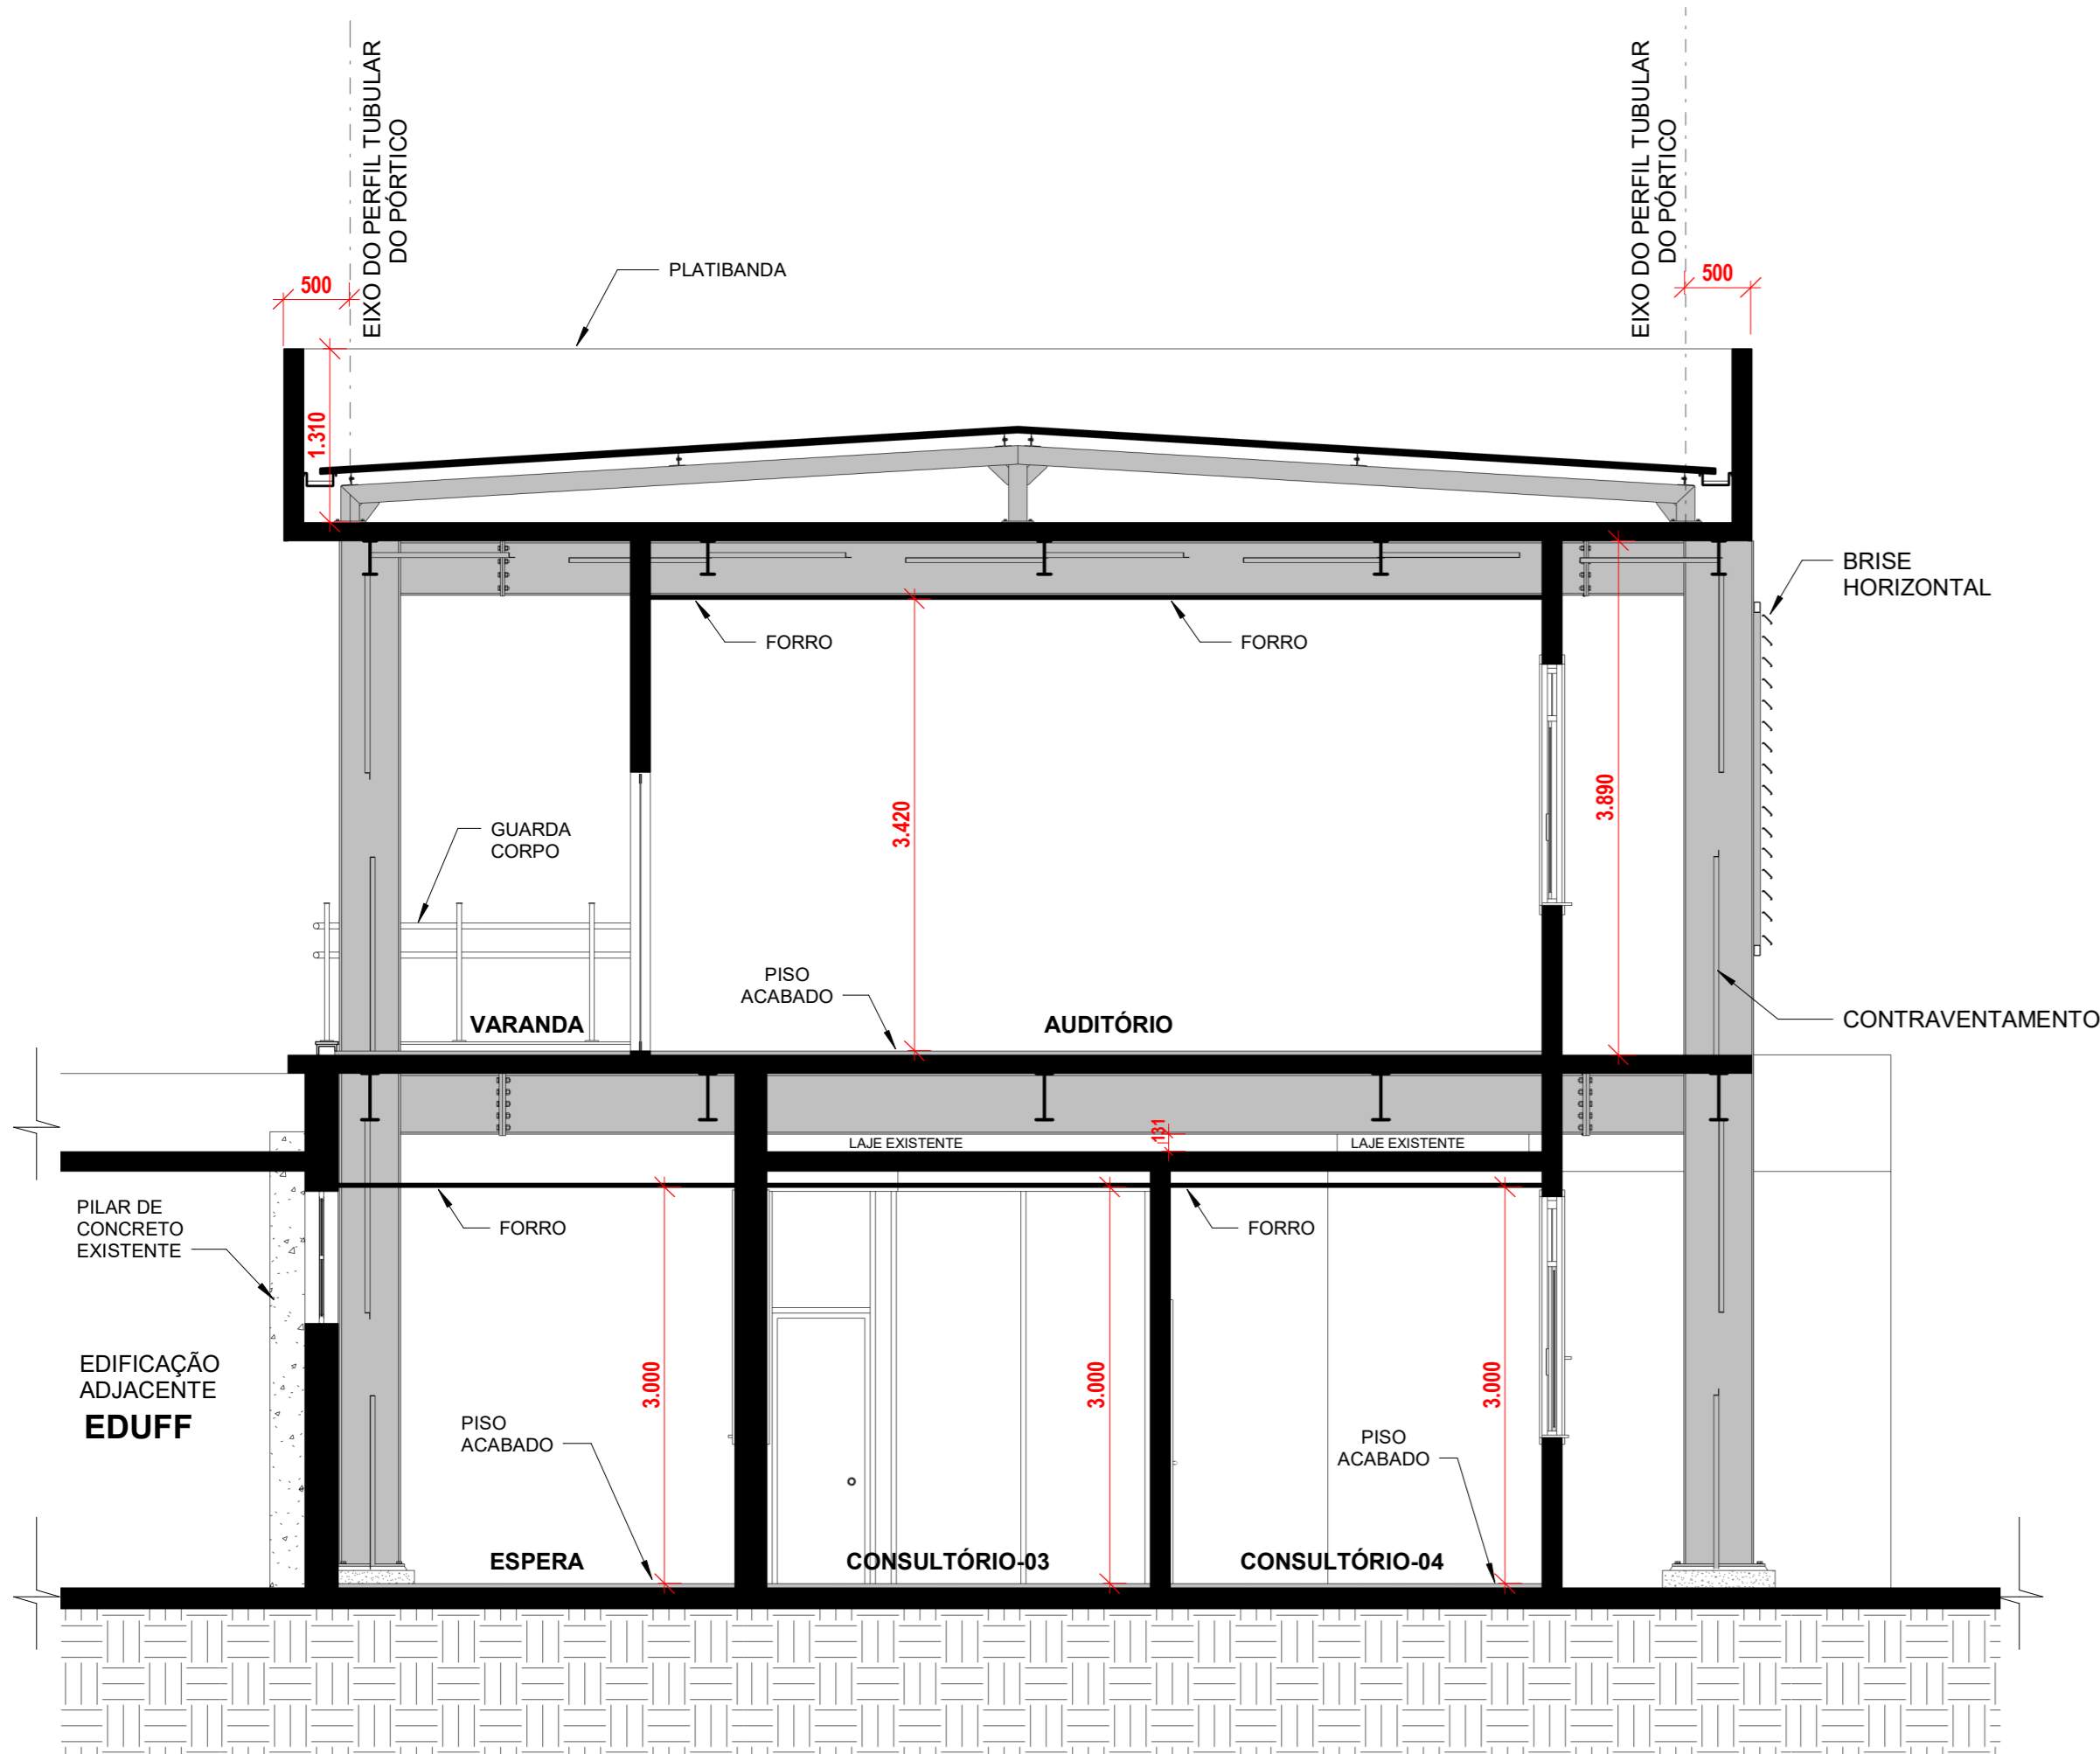 EIXO DO PERFIL TUBULAR
DO PÓRTICO
EIXO DO PERFIL TUBULAR
DO PÓRTICO
500
PLATIBANDA
500
1.310
BRISE
HORIZONTAL
FORRO
FORRO
3.420
3.890
GUARDA
CORPO
PISO
ACABADO
VARANDA
AUDITÓRIO
CONTRAVENTAMENTO
131
LAJE EXISTENTE
LAJE EXISTENTE
PILAR DE
CONCRETO
EXISTENTE
FORRO
FORRO
EDIFICAÇÃO
ADJACENTE
EDUFF
3.000
3.000
3.000
PISO
ACABADO
PISO
ACABADO
ESPERA
CONSULTÓRIO-03
CONSULTÓRIO-04